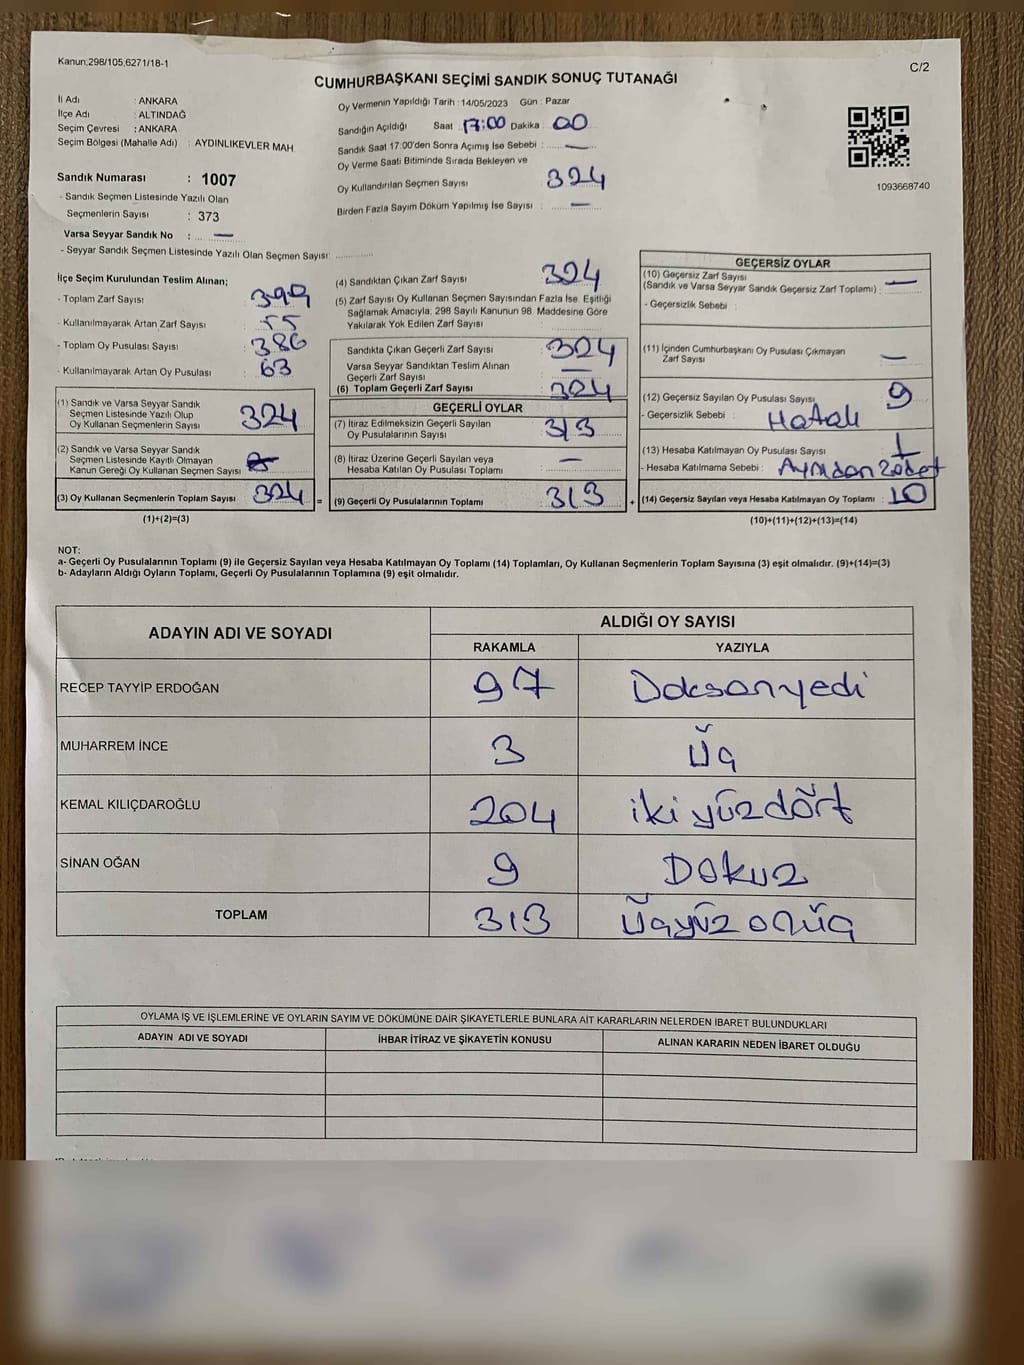 Kanun;298/105,6271/18-1
C/2
CUMHURBAŞKANI SEÇİMİ SANDIK SONUÇ TUTANAĞI
İl Adı : ANKARA
İlçe Adı : ALTINDAĞ
Seçim Çevresi : ANKARA
Seçim Bölgesi (Mahalle Adı) : AYDINLIKEVLER MAH.
Sandık Numarası : 1007
- Sandık Seçmen Listesinde Yazılı Olan
Seçmenlerin Sayısı : 373
Varsa Seyyar Sandık No : —
- Seyyar Sandık Seçmen Listesinde Yazılı Olan Seçmen Sayısı :
Oy Vermenin Yapıldığı Tarih : 14/05/2023 Gün : Pazar
Sandığın Açıldığı Saat : 17:00 Dakika : 00
Sandık Saat 17:00'den Sonra Açımış İse Sebebi : —
Oy Verme Saati Bitiminde Sırada Bekleyen ve
Oy Kullandırılan Seçmen Sayısı 324
Birden Fazla Sayım Döküm Yapılmış İse Sayısı : —
1093668740
İlçe Seçim Kurulundan Teslim Alınan;
- Toplam Zarf Sayısı 399
- Kullanılmayarak Artan Zarf Sayısı 55
- Toplam Oy Pusulası Sayısı 386
- Kullanılmayarak Artan Oy Pusulası 63
(1) Sandık ve Varsa Seyyar Sandık
Seçmen Listesinde Yazılı Olup
Oy Kullanan Seçmenlerin Sayısı 324
(2) Sandık ve Varsa Seyyar Sandık
Seçmen Listesinde Kayıtlı Olmayan
Kanun Gereği Oy Kullanan Seçmen Sayısı
(3) Oy Kullanan Seçmenlerin Toplam Sayısı 324 =
(1)+(2)=(3)
(4) Sandıktan Çıkan Zarf Sayısı 324
(5) Zarf Sayısı Oy Kullanan Seçmen Sayısından Fazla İse, Eşitliği
Sağlamak Amacıyla; 298 Sayılı Kanunun 98. Maddesine Göre
Yakılarak Yok Edilen Zarf Sayısı :
Sandıkta Çıkan Geçerli Zarf Sayısı 324
Varsa Seyyar Sandıktan Teslim Alınan
Geçerli Zarf Sayısı —
(6) Toplam Geçerli Zarf Sayısı 324
GEÇERLİ OYLAR
(7) İtiraz Edilmeksizin Geçerli Sayılan
Oy Pusulalarının Sayısı 313
(8) İtiraz Üzerine Geçerli Sayılan veya
Hesaba Katılan Oy Pusulası Toplamı : —
(9) Geçerli Oy Pusulalarının Toplamı 313 +
GEÇERSİZ OYLAR
(10) Geçersiz Zarf Sayısı
(Sandık ve Varsa Seyyar Sandık Geçersiz Zarf Toplamı) : —
- Geçersizlik Sebebi :
(11) İçinden Cumhurbaşkanı Oy Pusulası Çıkmayan
Zarf Sayısı —
(12) Geçersiz Sayılan Oy Pusulası Sayısı 9
- Geçersizlik Sebebi : Hatalı
(13) Hesaba Katılmayan Oy Pusulası Sayısı 1
- Hesaba Katılmama Sebebi :
(14) Geçersiz Sayılan veya Hesaba Katılmayan Oy Toplamı : 10
(10)+(11)+(12)+(13)=(14)
NOT:
a- Geçerli Oy Pusulalarının Toplamı (9) ile Geçersiz Sayılan veya Hesaba Katılmayan Oy Toplamı (14) Toplamları, Oy Kullanan Seçmenlerin Toplam Sayısına (3) eşit olmalıdır. (9)+(14)=(3)
b- Adayların Aldığı Oyların Toplamı, Geçerli Oy Pusulalarının Toplamına (9) eşit olmalıdır.
ADAYIN ADI VE SOYADI
ALDIĞI OY SAYISI
RAKAMLA YAZIYLA
RECEP TAYYİP ERDOĞAN 97 Doksanyedi
MUHARREM İNCE 3 Üç
KEMAL KILIÇDAROĞLU 204 iki yüzdört
SİNAN OĞAN 9 Dokuz
TOPLAM 313 Üçyüz onüç
OYLAMA İŞ VE İŞLEMLERİNE VE OYLARIN SAYIM VE DÖKÜMÜNE DAİR ŞİKAYETLERLE BUNLARA AİT KARARLARIN NELERDEN İBARET BULUNDUKLARI
ADAYIN ADI VE SOYADI
İHBAR İTİRAZ VE ŞİKAYETİN KONUSU
ALINAN KARARIN NEDEN İBARET OLDUĞU